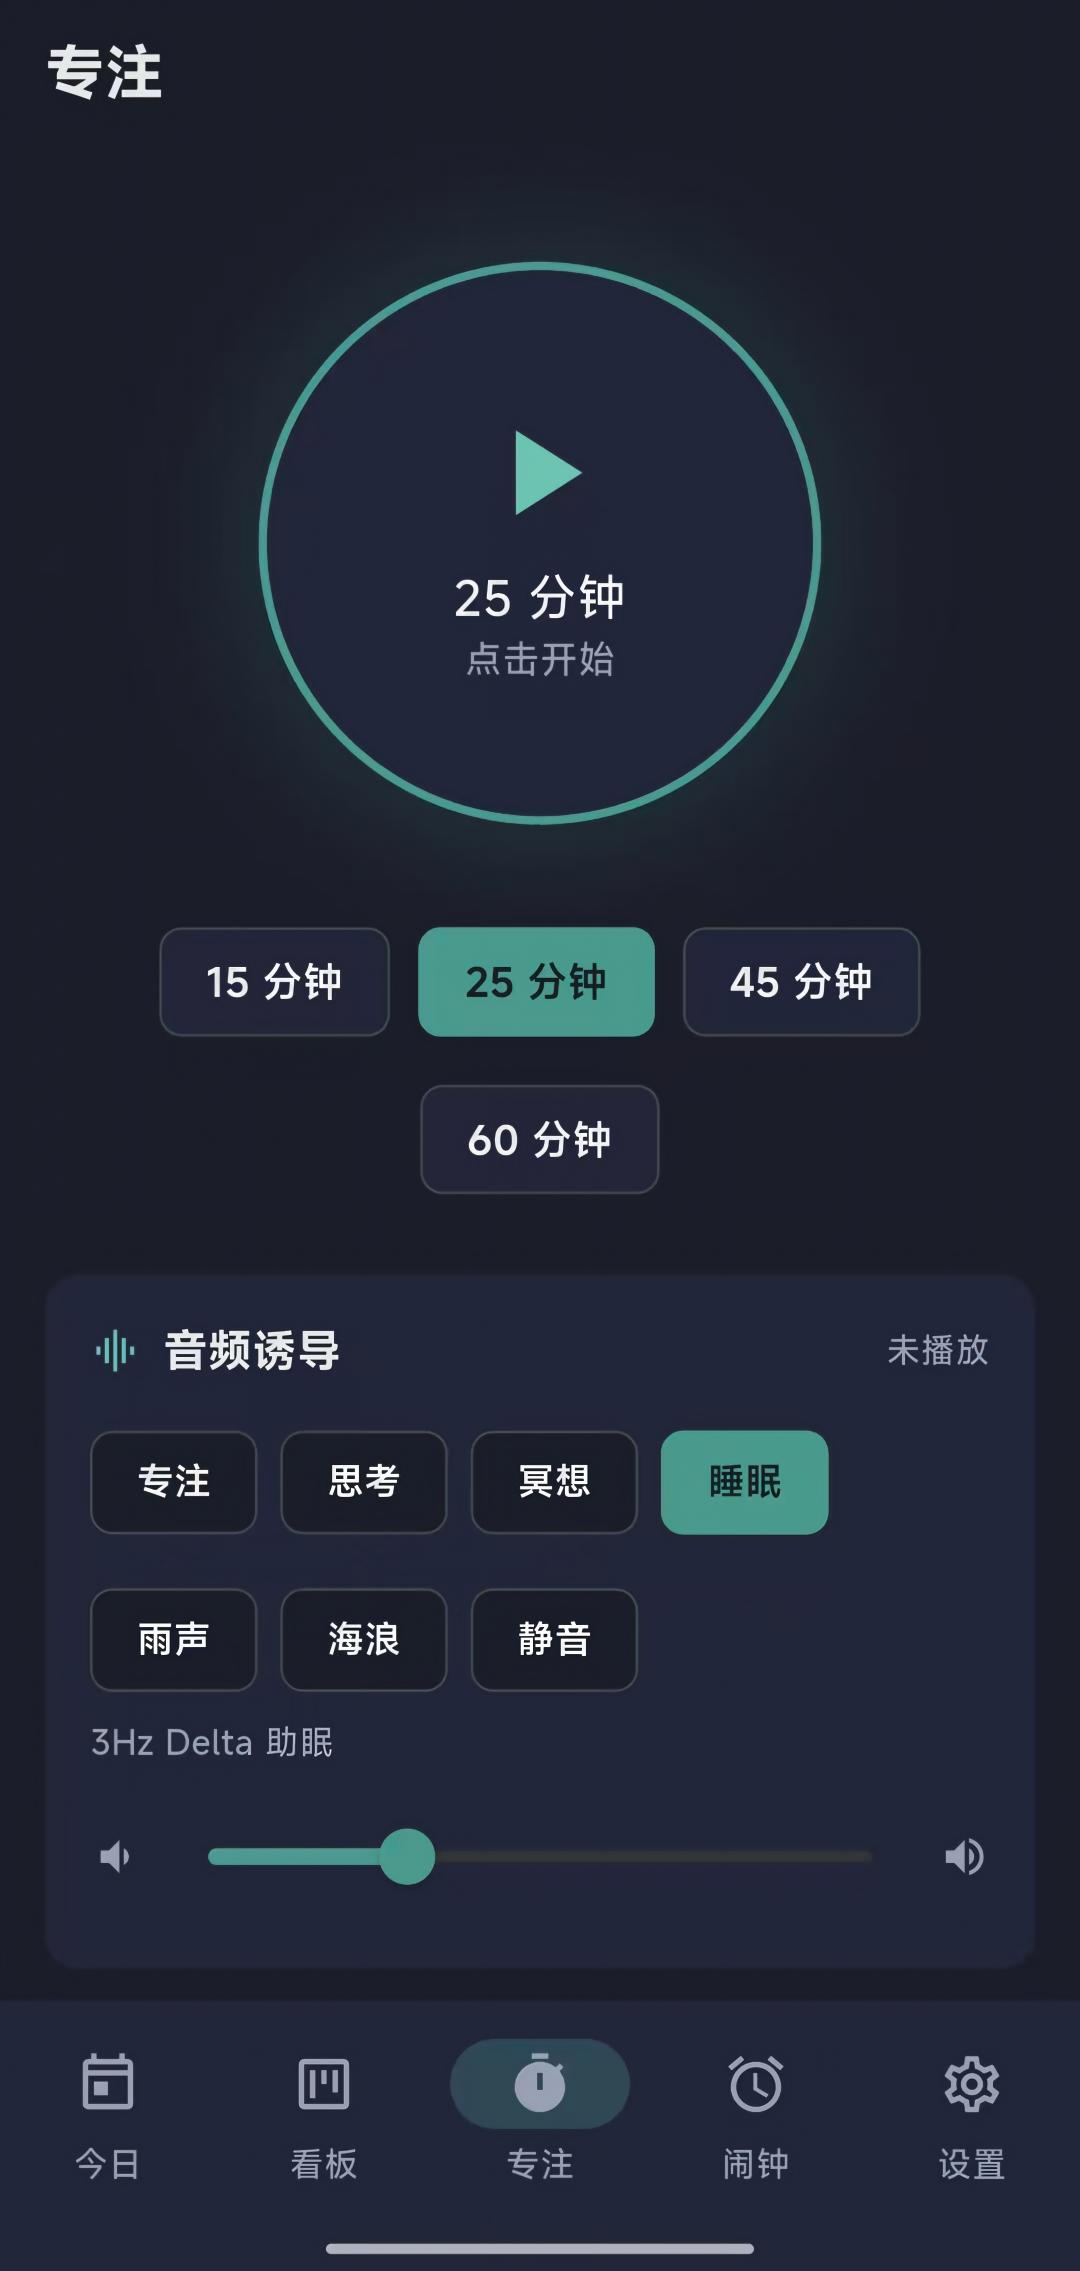 专注
25 分钟
点击开始
15 分钟 25 分钟 45 分钟
60 分钟
音频诱导 未播放
专注 思考 冥想 睡眠
雨声 海浪 静音
3Hz Delta 助眠
今日 看板 专注 闹钟 设置